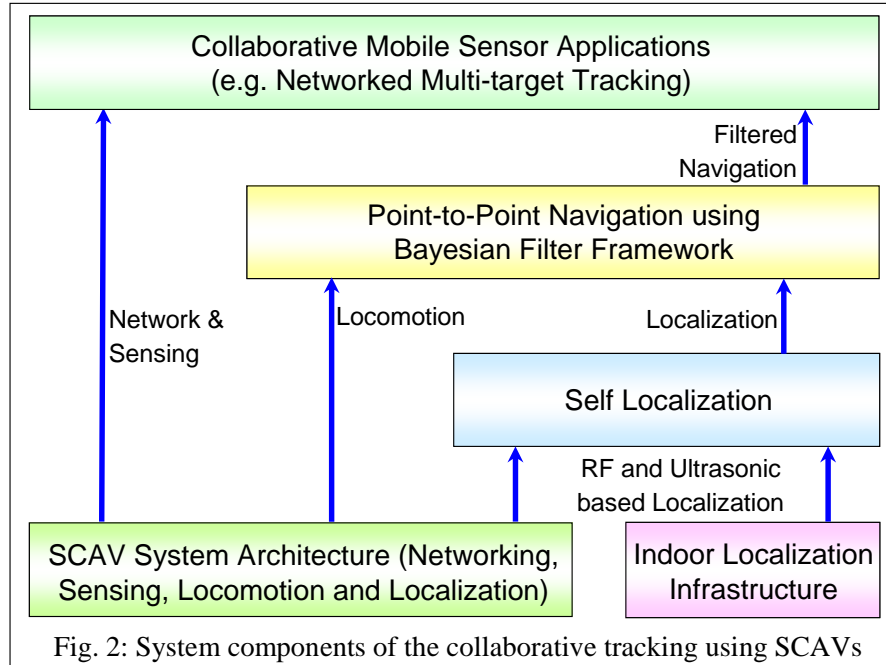 Collaborative Mobile Sensor Applications
(e.g. Networked Multi-target Tracking)
Filtered
Navigation
Point-to-Point Navigation using
Bayesian Filter Framework
Network &
Sensing
Locomotion
Localization
Self Localization
RF and Ultrasonic
based Localization
SCAV System Architecture (Networking,
Sensing, Locomotion and Localization)
Indoor Localization
Infrastructure
Fig. 2: System components of the collaborative tracking using SCAVs